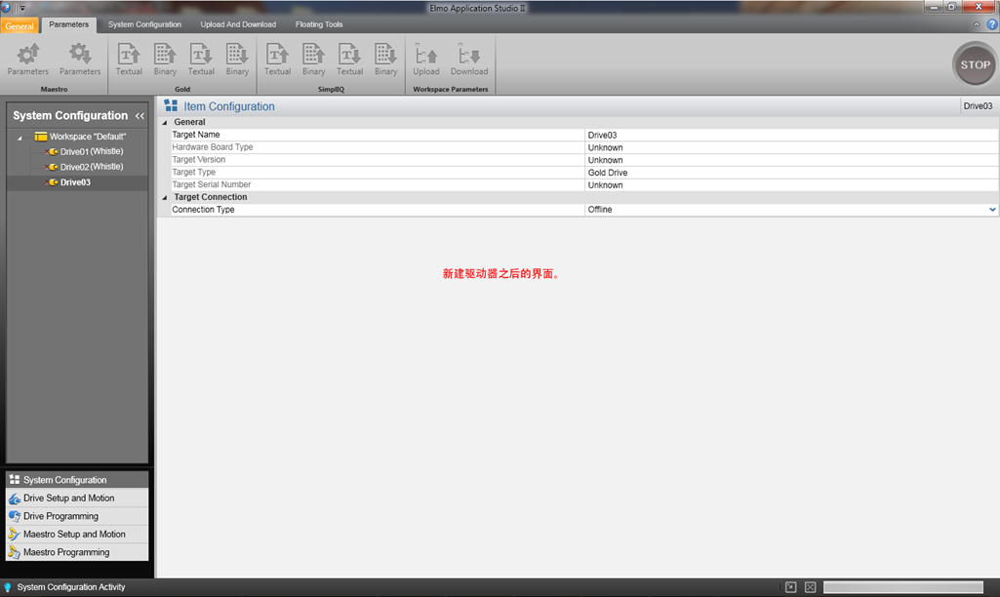 Elmo Application Studio II
General Parameters System Configuration Upload And Download Floating Tools
Parameters Parameters Textual Binary Textual Binary Textual Binary Textual Binary Upload Download
Maestro Gold SimplIQ Workspace Parameters
STOP
System Configuration <<
Workspace "Default"
Drive01 (Whistle)
Drive02 (Whistle)
Drive03
Item Configuration Drive03
General
Target Name Drive03
Hardware Board Type Unknown
Target Version Unknown
Target Type Gold Drive
Target Serial Number Unknown
Target Connection
Connection Type Offline
新建驱动器之后的界面。
System Configuration
Drive Setup and Motion
Drive Programming
Maestro Setup and Motion
Maestro Programming
System Configuration Activity